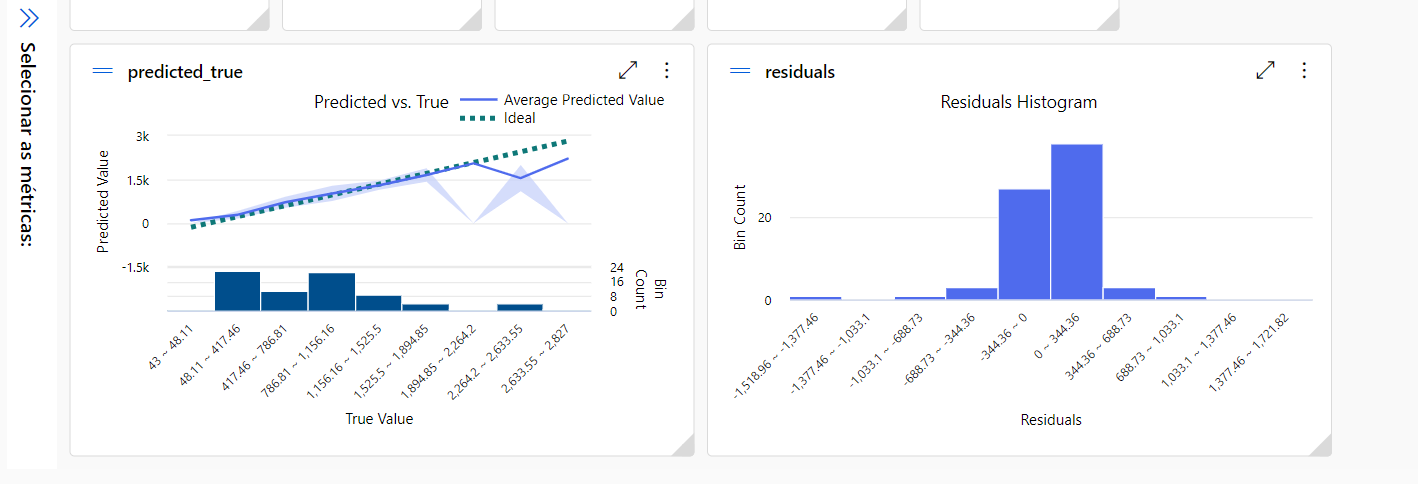 Selecionar as métricas:
predicted_true
Predicted vs. True
Average Predicted Value
Ideal
Predicted Value
3k
1.5k
0
-1.5k
24
16
8
0
Bin
Count
43 ~ 48.11
48.11 ~ 417.46
417.46 ~ 786.81
786.81 ~ 1,156.16
1,156.16 ~ 1,525.5
1,525.5 ~ 1,894.85
1,894.85 ~ 2,264.2
2,264.2 ~ 2,633.55
2,633.55 ~ 2,827
True Value
residuals
Residuals Histogram
Bin Count
20
0
-1,518.96 ~ -1,377.46
-1,377.46 ~ -1,033.1
-1,033.1 ~ -688.73
-688.73 ~ -344.36
-344.36 ~ 0
0 ~ 344.36
344.36 ~ 688.73
688.73 ~ 1,033.1
1,033.1 ~ 1,377.46
1,377.46 ~ 1,721.82
Residuals